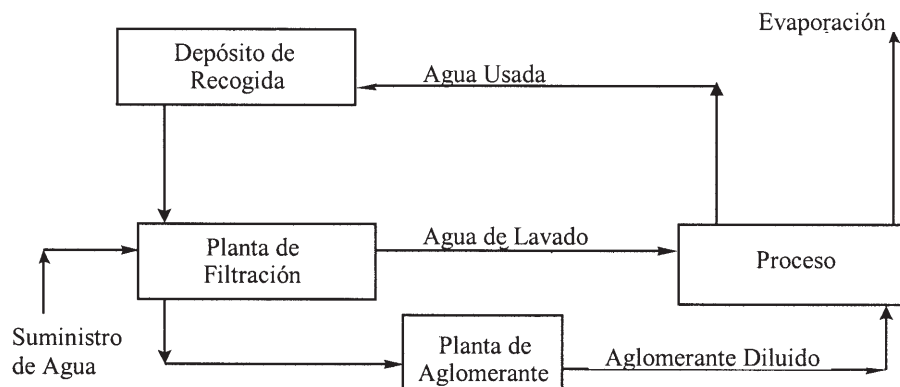 Evaporación
Depósito de
Recogida
Agua Usada
Planta de
Filtración
Agua de Lavado
Proceso
Suministro
de Agua
Planta de
Aglomerante
Aglomerante Diluido